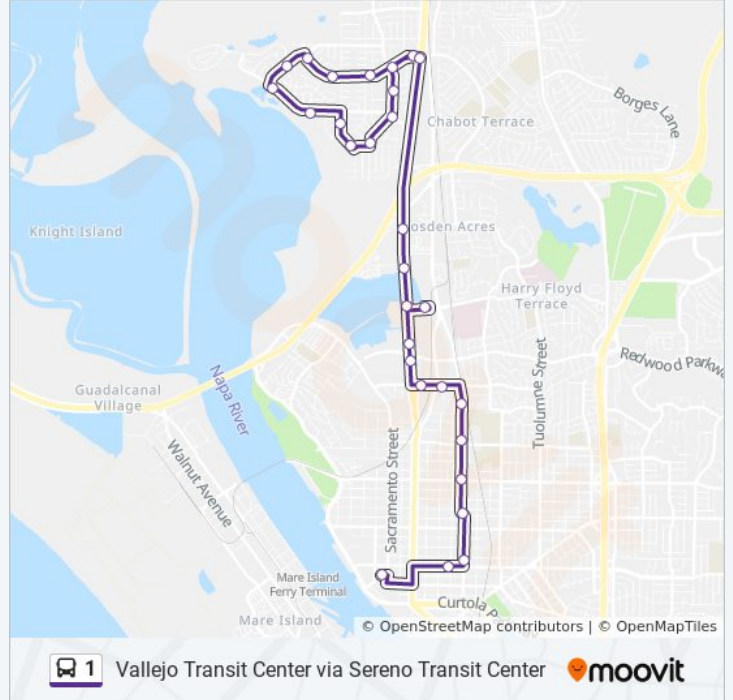 Borges Lane
Chabot Terrace
Knight Island
osden Acres
Harry Floyd
Terrace
Redwood Parkw
Tuolumne Street
Guadalcanal
Village
Napa River
Walnut Avenue
Sacramento Street
Mare Island
Ferry Terminal
Mare Island
Curtola P
© OpenStreetMap contributors | © OpenMapTiles
1 Vallejo Transit Center via Sereno Transit Center moovit